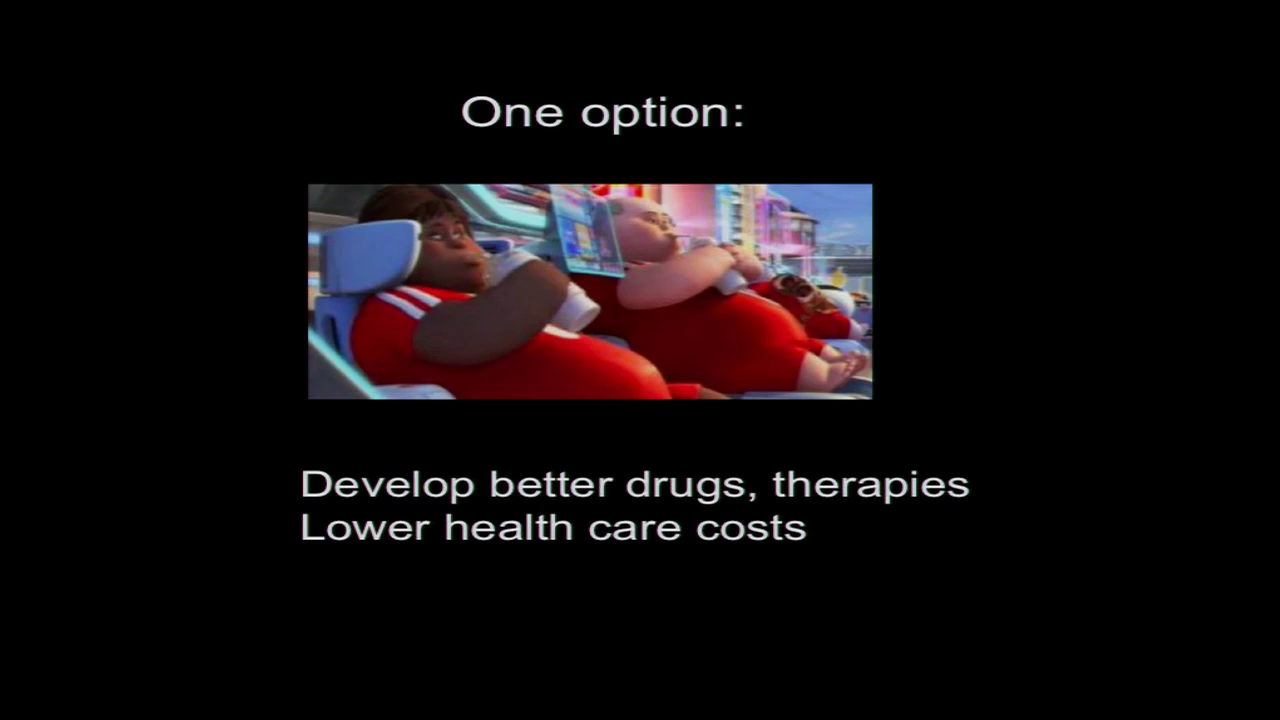 One option:
Develop better drugs, therapies
Lower health care costs